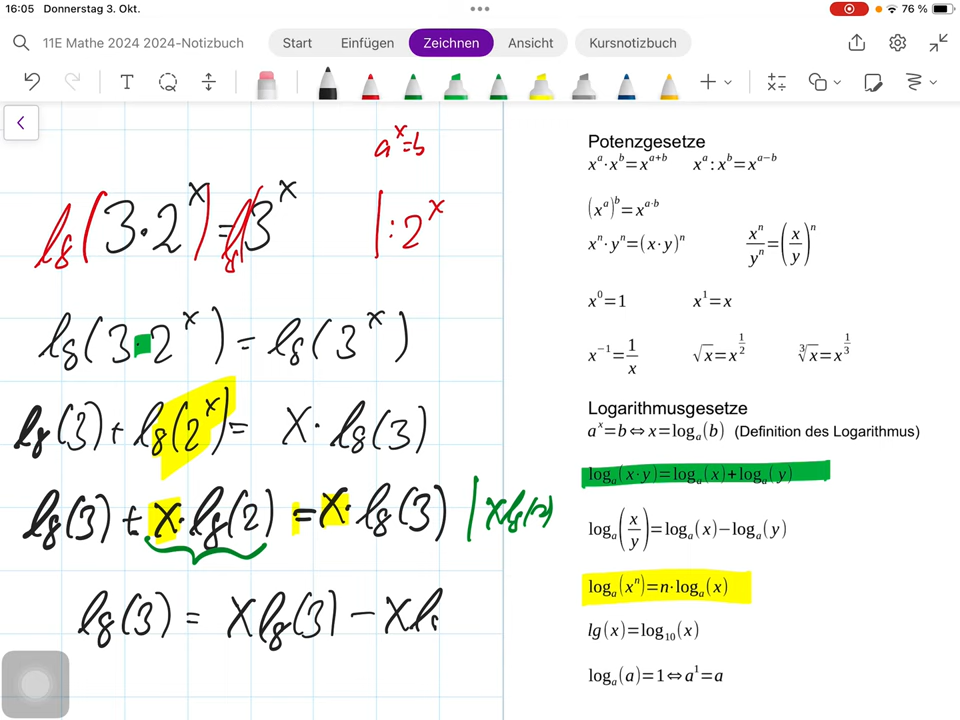 16:05 Donnerstag 3. Okt. 76 %
11E Mathe 2024 2024-Notizbuch Start Einfügen Zeichnen Ansicht Kursnotizbuch
a^x=b
lg(3·2^x)=lg3^x |:2^x
lg(3·2^x)=lg(3^x)
lg(3)+lg(2^x)= x·lg(3)
lg(3)+x·lg(2)=x·lg(3) |xlg(2)
lg(3)= xlg(3)-xl
Potenzgesetze
x^a·x^b=x^(a+b) x^a:x^b=x^(a−b)
(x^a)^b=x^(a·b)
x^n·y^n=(x·y)^n x^n/y^n=(x/y)^n
x^0=1 x^1=x
x^−1=1/x √x=x^(1/2) ∛x=x^(1/3)
Logarithmusgesetze
a^x=b⇔x=log_a(b) (Definition des Logarithmus)
log_a(x·y)=log_a(x)+log_a(y)
log_a(x/y)=log_a(x)−log_a(y)
log_a(x^n)=n·log_a(x)
lg(x)=log_10(x)
log_a(a)=1⇔a^1=a